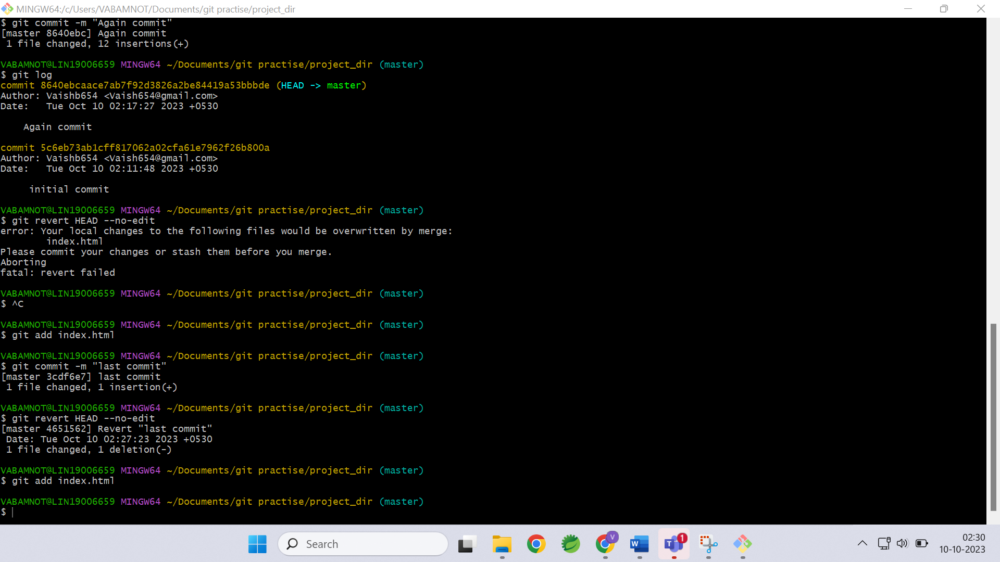 MINGW64:/c/Users/VABAMNOT/Documents/git practise/project_dir
$ git commit -m "Again commit"
[master 8640ebc] Again commit
 1 file changed, 12 insertions(+)
VABAMNOT@LIN19006659 MINGW64 ~/Documents/git practise/project_dir (master)
$ git log
commit 8640ebcaace7ab7f92d3826a2be84419a53bbbde (HEAD -> master)
Author: Vaishb654 <Vaish654@gmail.com>
Date:   Tue Oct 10 02:17:27 2023 +0530
    Again commit
commit 5c6eb73ab1cff817062a02cfa61e7962f26b800a
Author: Vaishb654 <Vaish654@gmail.com>
Date:   Tue Oct 10 02:11:48 2023 +0530
     initial commit
VABAMNOT@LIN19006659 MINGW64 ~/Documents/git practise/project_dir (master)
$ git revert HEAD --no-edit
error: Your local changes to the following files would be overwritten by merge:
        index.html
Please commit your changes or stash them before you merge.
Aborting
fatal: revert failed
VABAMNOT@LIN19006659 MINGW64 ~/Documents/git practise/project_dir (master)
$ ^C
VABAMNOT@LIN19006659 MINGW64 ~/Documents/git practise/project_dir (master)
$ git add index.html
VABAMNOT@LIN19006659 MINGW64 ~/Documents/git practise/project_dir (master)
$ git commit -m "last commit"
[master 3cdf6e7] last commit
 1 file changed, 1 insertion(+)
VABAMNOT@LIN19006659 MINGW64 ~/Documents/git practise/project_dir (master)
$ git revert HEAD --no-edit
[master 4651562] Revert "last commit"
 Date: Tue Oct 10 02:27:23 2023 +0530
 1 file changed, 1 deletion(-)
VABAMNOT@LIN19006659 MINGW64 ~/Documents/git practise/project_dir (master)
$ git add index.html
VABAMNOT@LIN19006659 MINGW64 ~/Documents/git practise/project_dir (master)
$
Search
V
W
T
1
02:30
10-10-2023